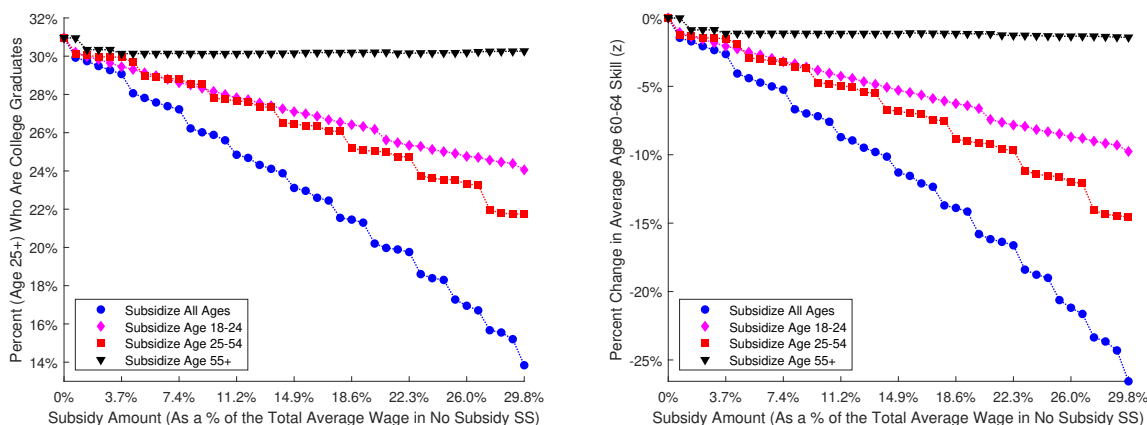 Percent (Age 25+) Who Are College Graduates
32%
30%
28%
26%
24%
22%
20%
18%
16%
14%
Subsidize All Ages
Subsidize Age 18-24
Subsidize Age 25-54
Subsidize Age 55+
0%
3.7%
7.4%
11.2%
14.9%
18.6%
22.3%
26.0%
29.8%
Subsidy Amount (As a % of the Total Average Wage in No Subsidy SS)
Percent Change in Average Age 60-64 Skill (z)
0%
-5%
-10%
-15%
-20%
-25%
Subsidize All Ages
Subsidize Age 18-24
Subsidize Age 25-54
Subsidize Age 55+
0%
3.7%
7.4%
11.2%
14.9%
18.6%
22.3%
26.0%
29.8%
Subsidy Amount (As a % of the Total Average Wage in No Subsidy SS)